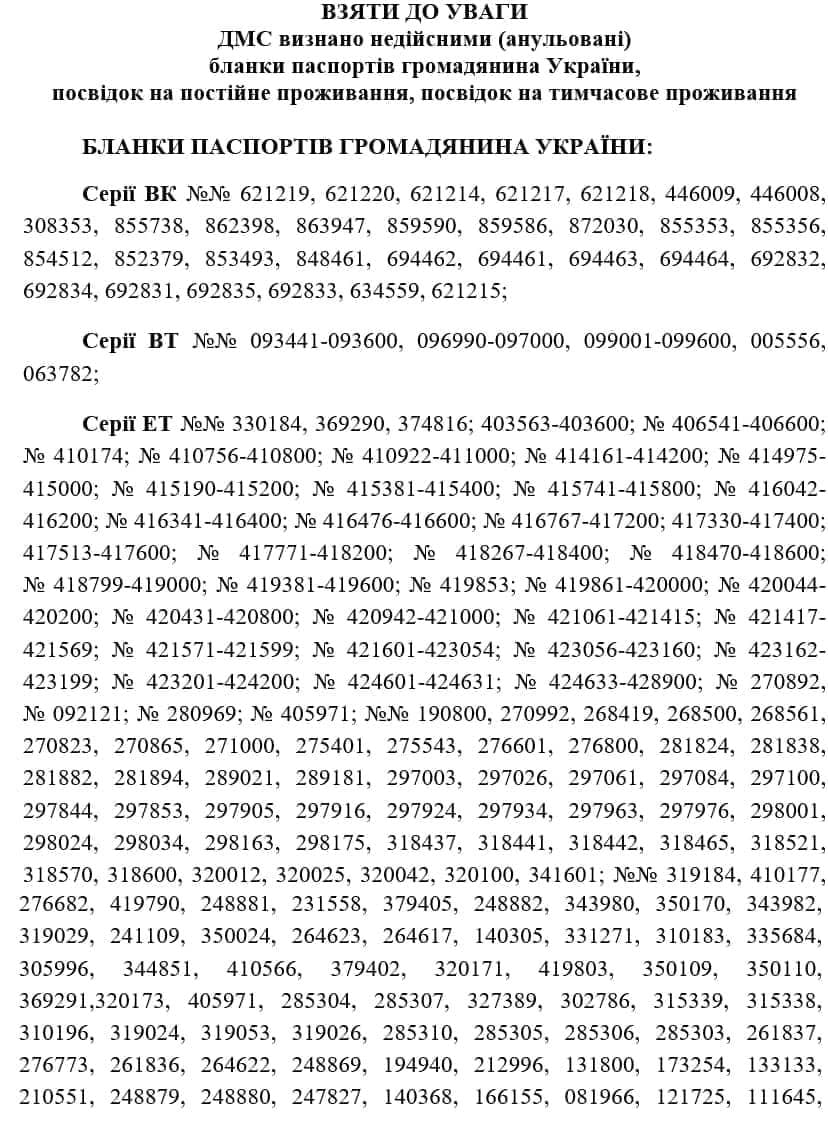 ВЗЯТИ ДО УВАГИ
ДМС визнано недійсними (анульовані)
бланки паспортів громадянина України,
посвідок на постійне проживання, посвідок на тимчасове проживання
БЛАНКИ ПАСПОРТІВ ГРОМАДЯНИНА УКРАЇНИ:
Серії ВК №№ 621219, 621220, 621214, 621217, 621218, 446009, 446008,
308353, 855738, 862398, 863947, 859590, 859586, 872030, 855353, 855356,
854512, 852379, 853493, 848461, 694462, 694461, 694463, 694464, 692832,
692834, 692831, 692835, 692833, 634559, 621215;
Серії ВТ №№ 093441-093600, 096990-097000, 099001-099600, 005556,
063782;
Серії ЕТ №№ 330184, 369290, 374816; 403563-403600; № 406541-406600;
№ 410174; № 410756-410800; № 410922-411000; № 414161-414200; № 414975-
415000; № 415190-415200; № 415381-415400; № 415741-415800; № 416042-
416200; № 416341-416400; № 416476-416600; № 416767-417200; 417330-417400;
417513-417600; № 417771-418200; № 418267-418400; № 418470-418600;
№ 418799-419000; № 419381-419600; № 419853; № 419861-420000; № 420044-
420200; № 420431-420800; № 420942-421000; № 421061-421415; № 421417-
421569; № 421571-421599; № 421601-423054; № 423056-423160; № 423162-
423199; № 423201-424200; № 424601-424631; № 424633-428900; № 270892,
№ 092121; № 280969; № 405971; №№ 190800, 270992, 268419, 268500, 268561,
270823, 270865, 271000, 275401, 275543, 276601, 276800, 281824, 281838,
281882, 281894, 289021, 289181, 297003, 297026, 297061, 297084, 297100,
297844, 297853, 297905, 297916, 297924, 297934, 297963, 297976, 298001,
298024, 298034, 298163, 298175, 318437, 318441, 318442, 318465, 318521,
318570, 318600, 320012, 320025, 320042, 320100, 341601; №№ 319184, 410177,
276682, 419790, 248881, 231558, 379405, 248882, 343980, 350170, 343982,
319029, 241109, 350024, 264623, 264617, 140305, 331271, 310183, 335684,
305996, 344851, 410566, 379402, 320171, 419803, 350109, 350110,
369291,320173, 405971, 285304, 285307, 327389, 302786, 315339, 315338,
310196, 319024, 319053, 319026, 285310, 285305, 285306, 285303, 261837,
276773, 261836, 264622, 248869, 194940, 212996, 131800, 173254, 133133,
210551, 248879, 248880, 247827, 140368, 166155, 081966, 121725, 111645,